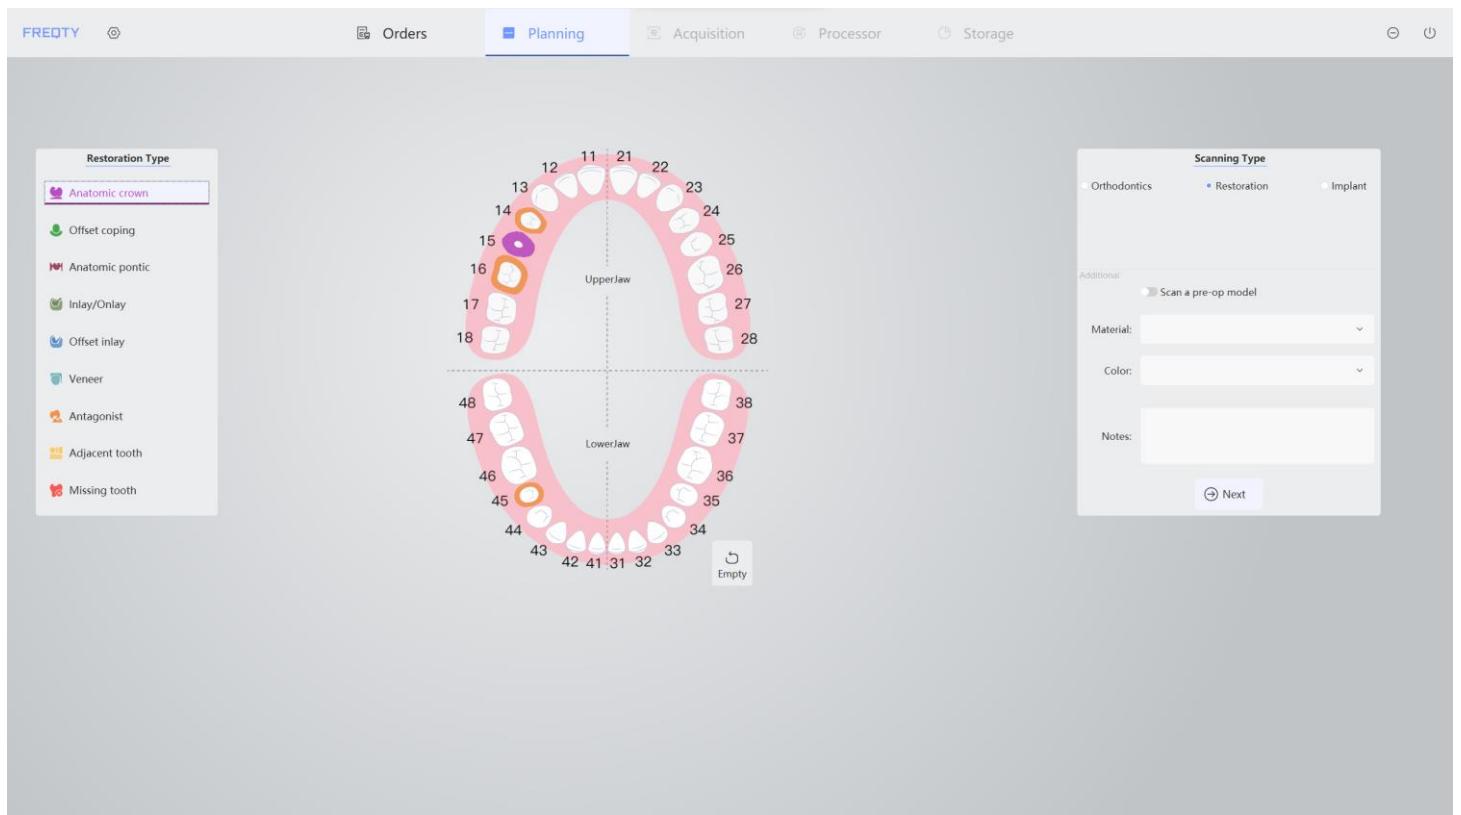 FREQTY
Orders
Planning
Acquisition
Processor
Storage
Restoration Type
Anatomic crown
Offset coping
Anatomic pontic
Inlay/Onlay
Offset inlay
Veneer
Antagonist
Adjacent tooth
Missing tooth
11 21
12 22
13 23
14 24
15 25
16 26
UpperJaw
17 27
18 28
48 38
47 37
LowerJaw
46 36
45 35
44 34
43 33
42 41 31 32
Empty
Scanning Type
Orthodontics Restoration Implant
Additional
Scan a pre-op model
Material:
Color:
Notes:
Next